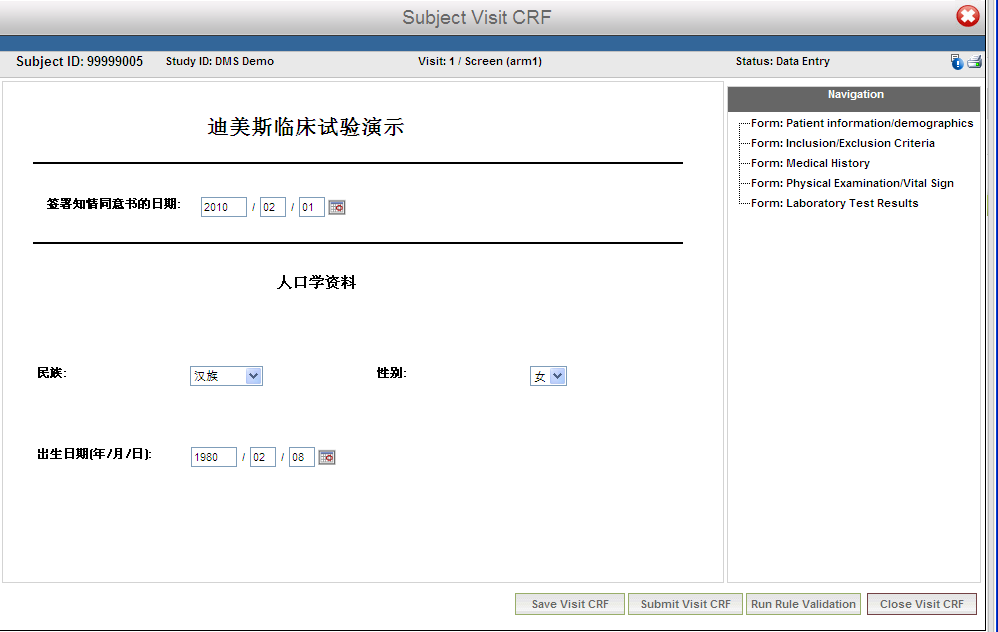 Subject Visit CRF
Subject ID: 99999005 Study ID: DMS Demo Visit: 1 / Screen (arm1) Status: Data Entry
迪美斯临床试验演示
签署知情同意书的日期: 2010 / 02 / 01
人口学资料
民族: 汉族 性别: 女
出生日期(年/月/日): 1980 / 02 / 08
Navigation
Form: Patient information/demographics
Form: Inclusion/Exclusion Criteria
Form: Medical History
Form: Physical Examination/Vital Sign
Form: Laboratory Test Results
Save Visit CRF Submit Visit CRF Run Rule Validation Close Visit CRF